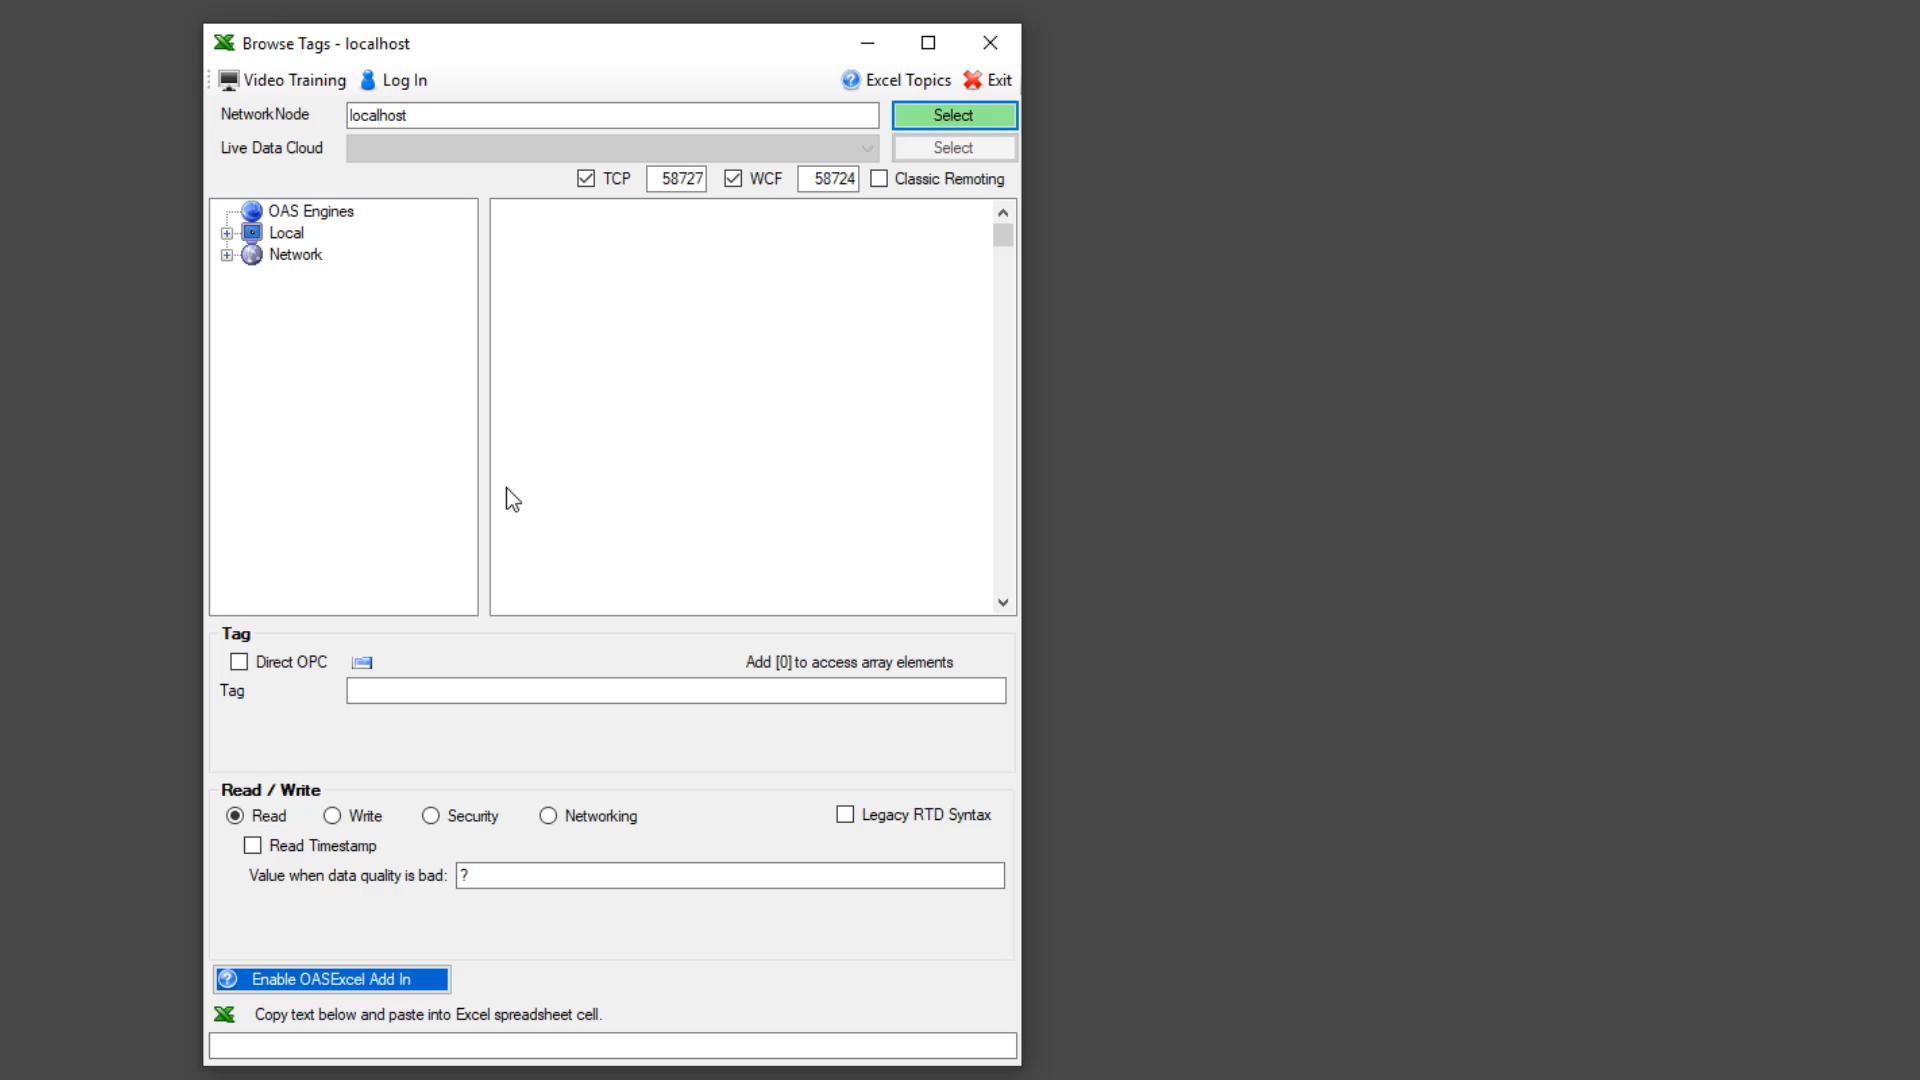 Browse Tags - localhost
Video Training Log In Excel Topics Exit
Network Node localhost Select
Live Data Cloud Select
TCP 58727 WCF 58724 Classic Remoting
OAS Engines
Local
Network
Tag
Direct OPC Add [0] to access array elements
Tag
Read / Write
Read Write Security Networking Legacy RTD Syntax
Read Timestamp
Value when data quality is bad: ?
Enable OASExcel Add In
Copy text below and paste into Excel spreadsheet cell.